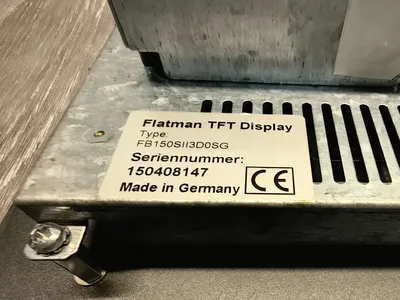 Flatman TFT Display
Type:
FB150SII3D0SG
Seriennummer:
150408147
Made in Germany CE